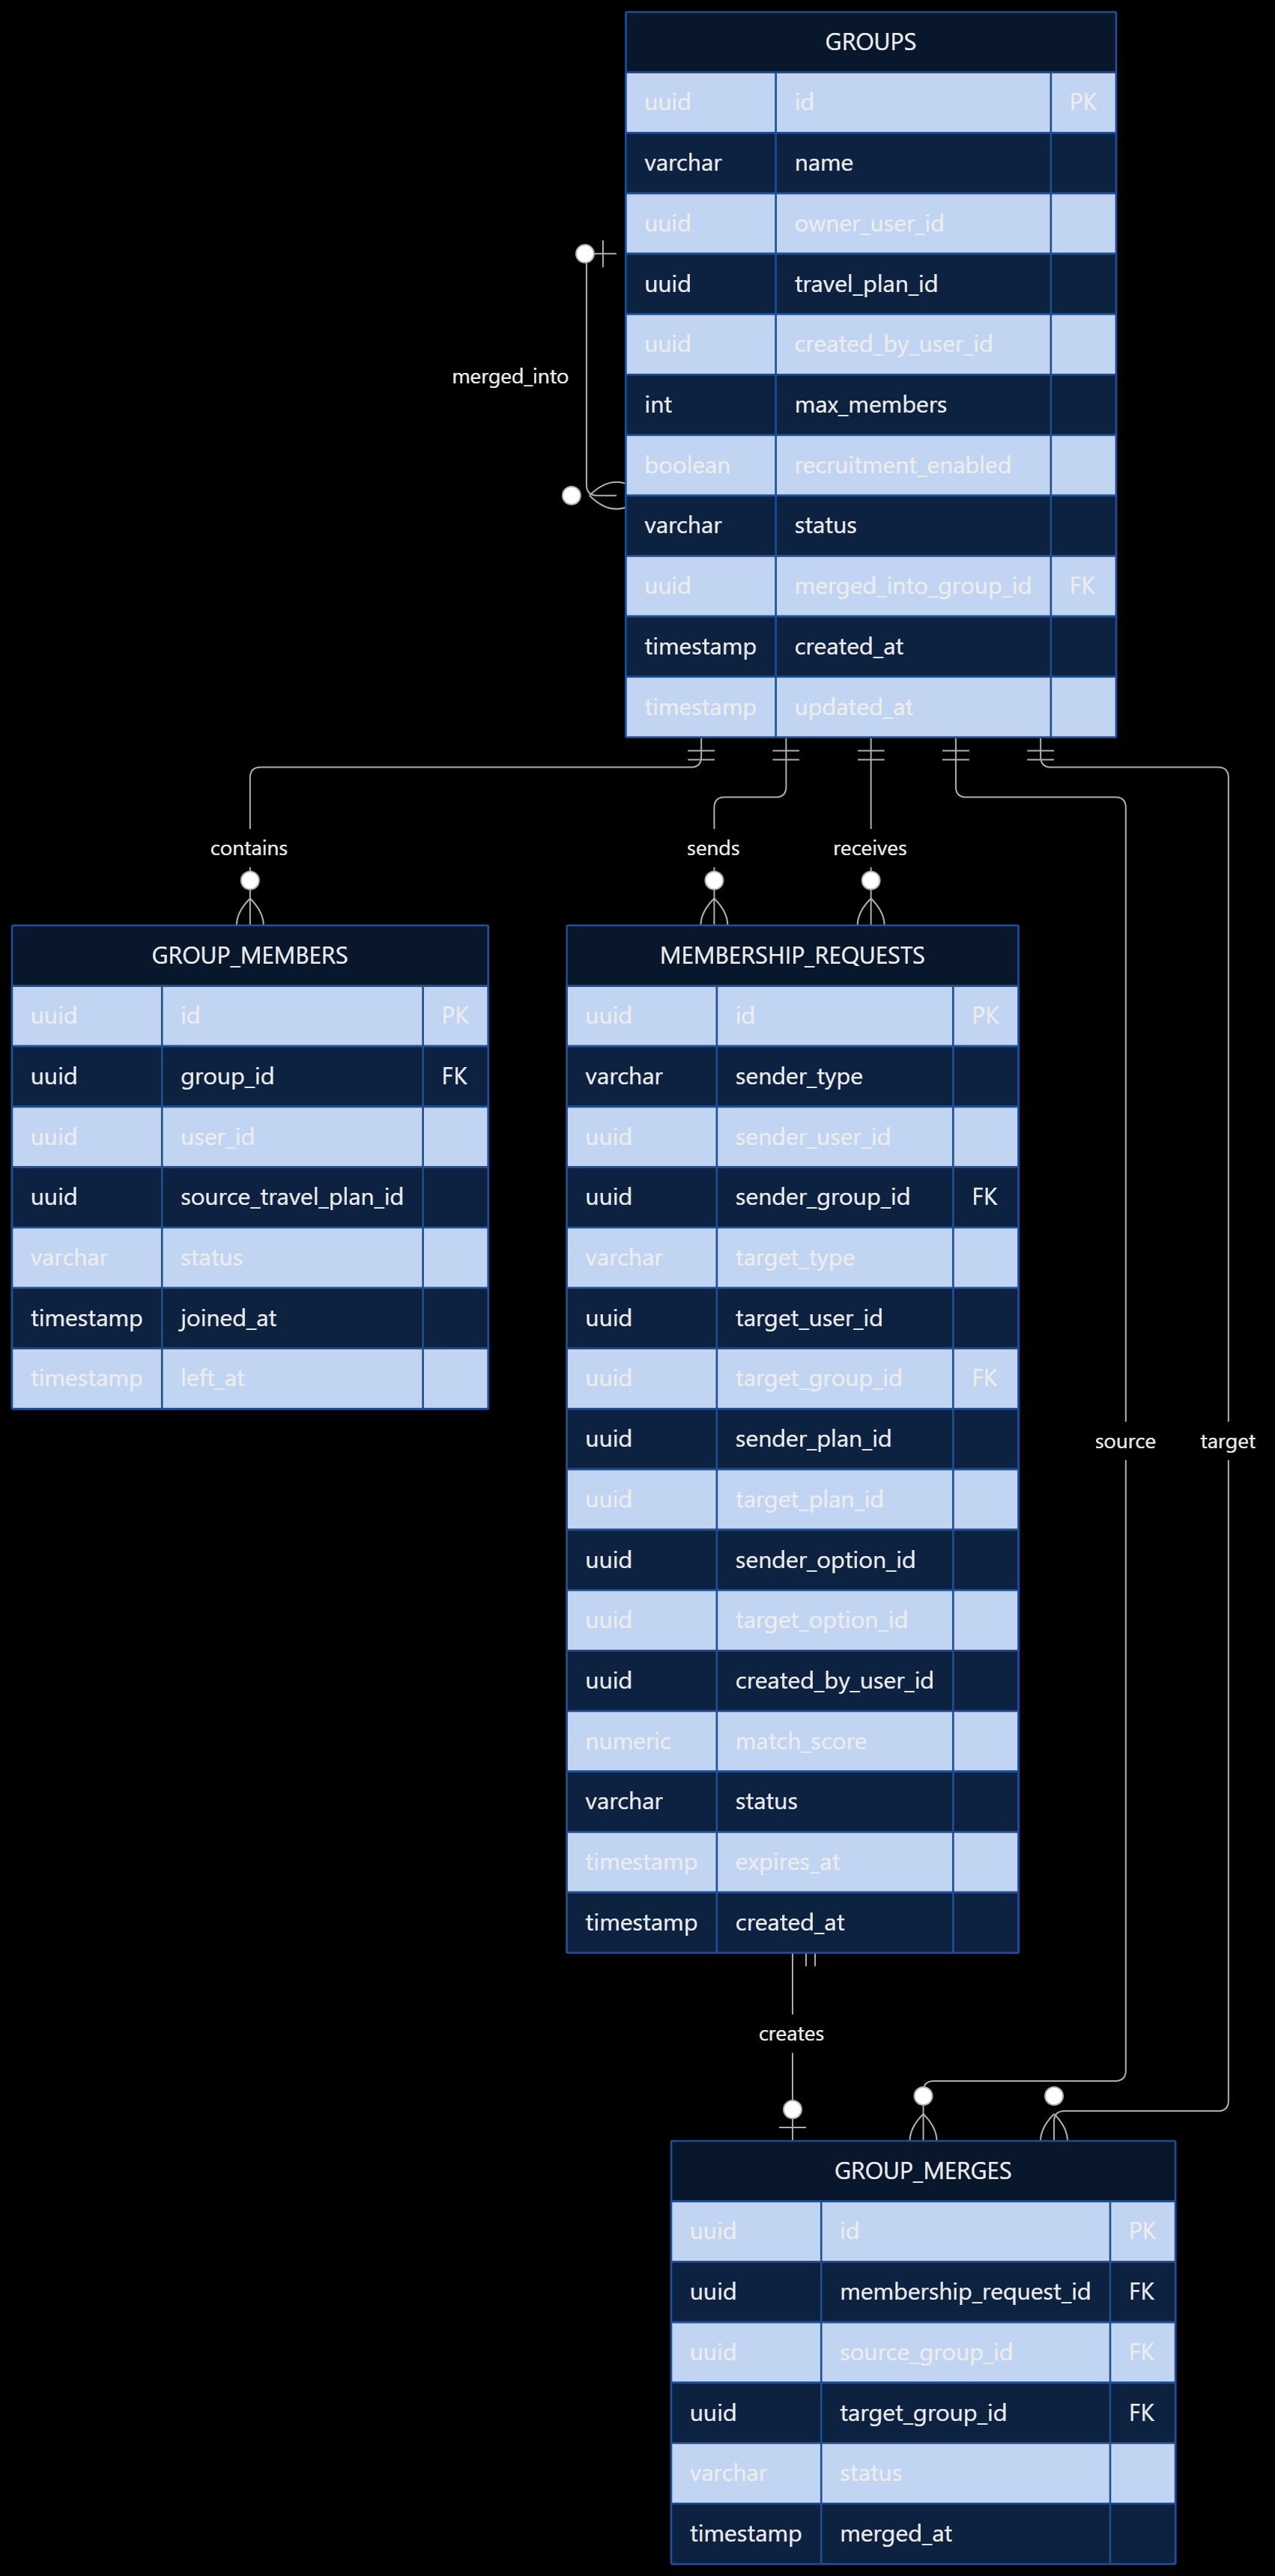 GROUPS
uuid id PK
varchar name
uuid owner_user_id
uuid travel_plan_id
uuid created_by_user_id
int max_members
boolean recruitment_enabled
varchar status
uuid merged_into_group_id FK
timestamp created_at
timestamp updated_at
merged_into
contains
sends
receives
GROUP_MEMBERS
uuid id PK
uuid group_id FK
uuid user_id
uuid source_travel_plan_id
varchar status
timestamp joined_at
timestamp left_at
MEMBERSHIP_REQUESTS
uuid id PK
varchar sender_type
uuid sender_user_id
uuid sender_group_id FK
varchar target_type
uuid target_user_id
uuid target_group_id FK
uuid sender_plan_id
uuid target_plan_id
uuid sender_option_id
uuid target_option_id
uuid created_by_user_id
numeric match_score
varchar status
timestamp expires_at
timestamp created_at
source
target
creates
GROUP_MERGES
uuid id PK
uuid membership_request_id FK
uuid source_group_id FK
uuid target_group_id FK
varchar status
timestamp merged_at